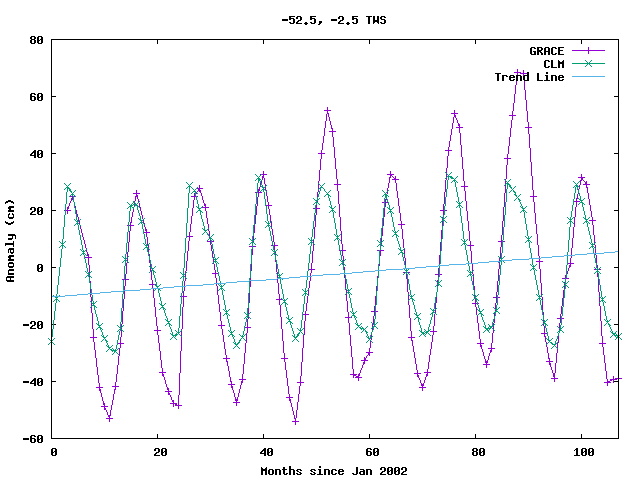 -52.5, -2.5 TWS
GRACE
CLM
Trend Line
80
60
40
20
0
-20
-40
-60
Anomaly (cm)
0 20 40 60 80 100
Months since Jan 2002